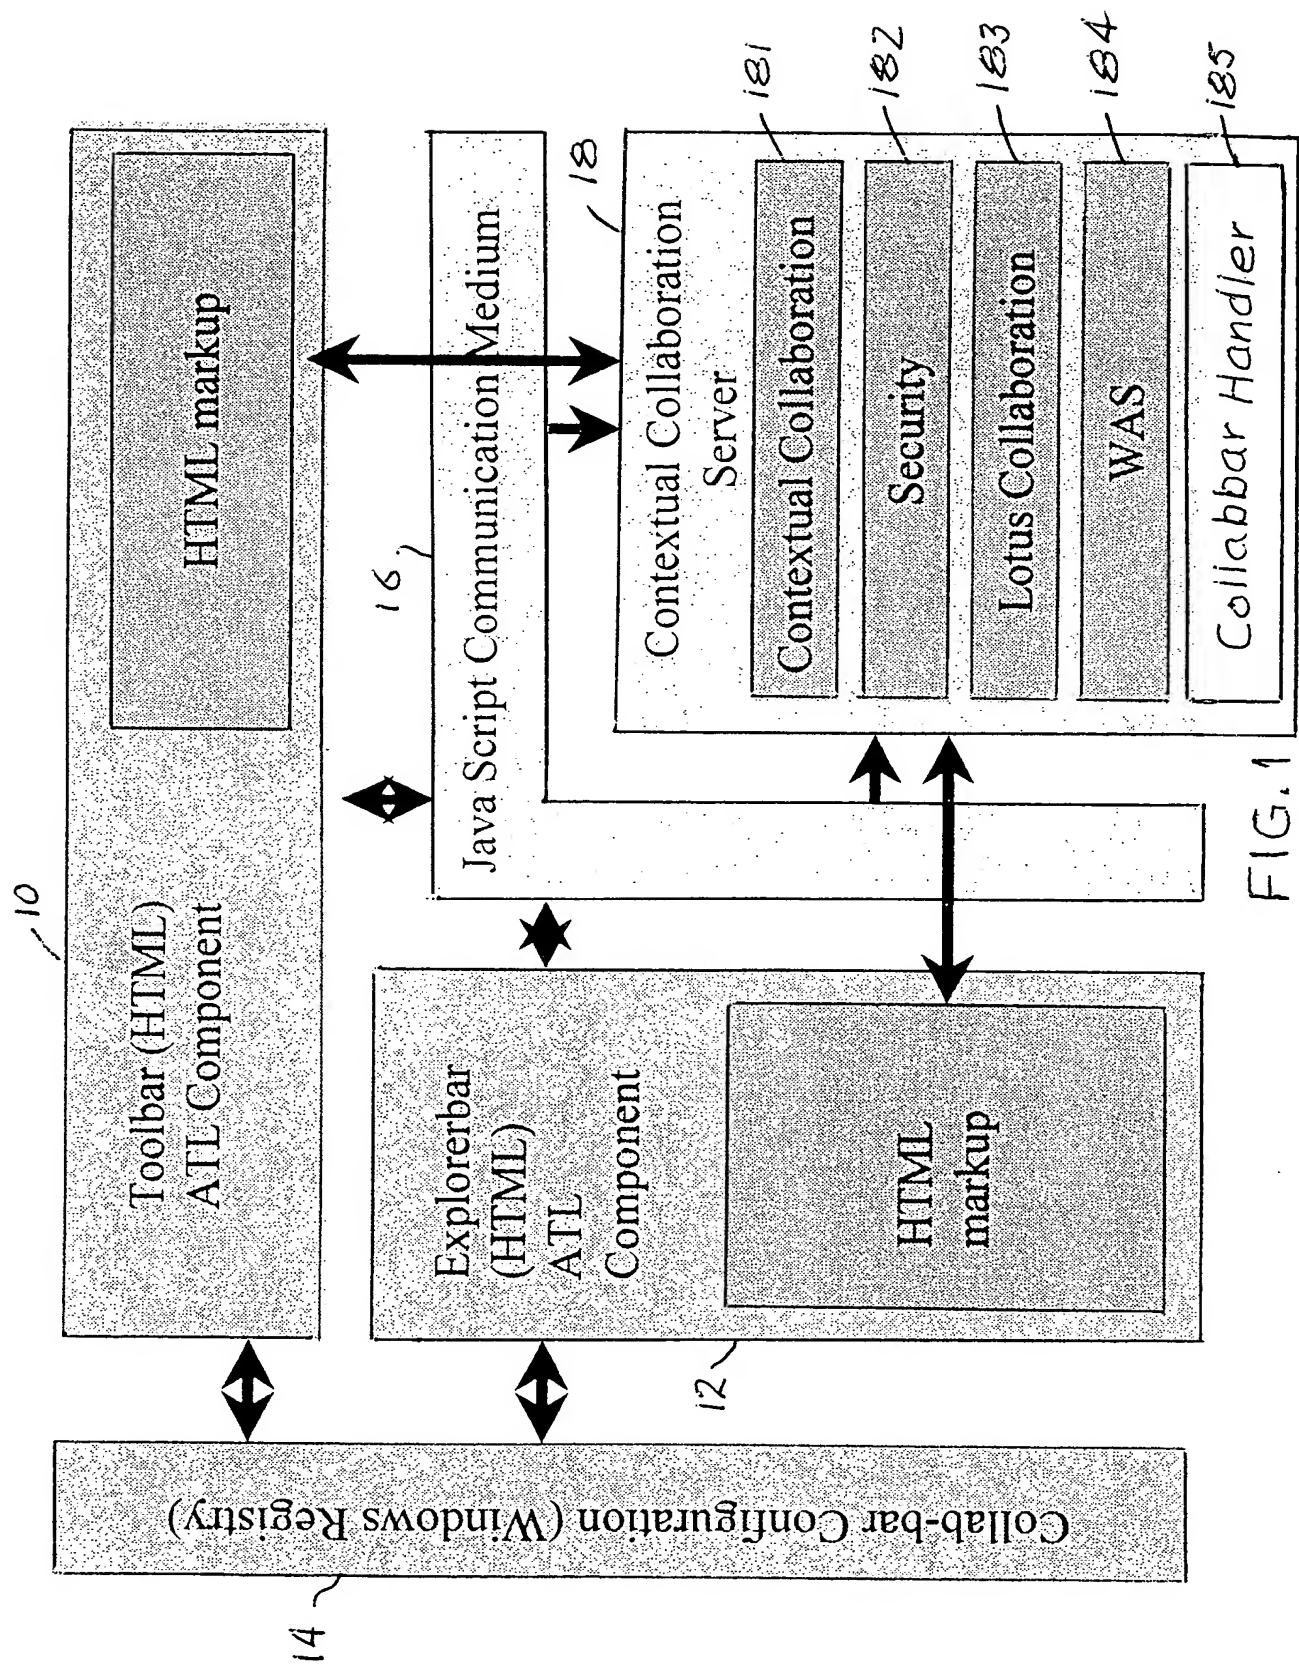 10
Toolbar (HTML)
ATL Component
HTML markup
14
Collab-bar Configuration (Windows Registry)
12
Explorerbar
(HTML)
ATL
Component
HTML
markup
16
Java Script Communication Medium
18
Contextual Collaboration
Server
Contextual Collaboration
181
Security
182
Lotus Collaboration
183
WAS
184
Collabbar Handler
185
FIG. 1